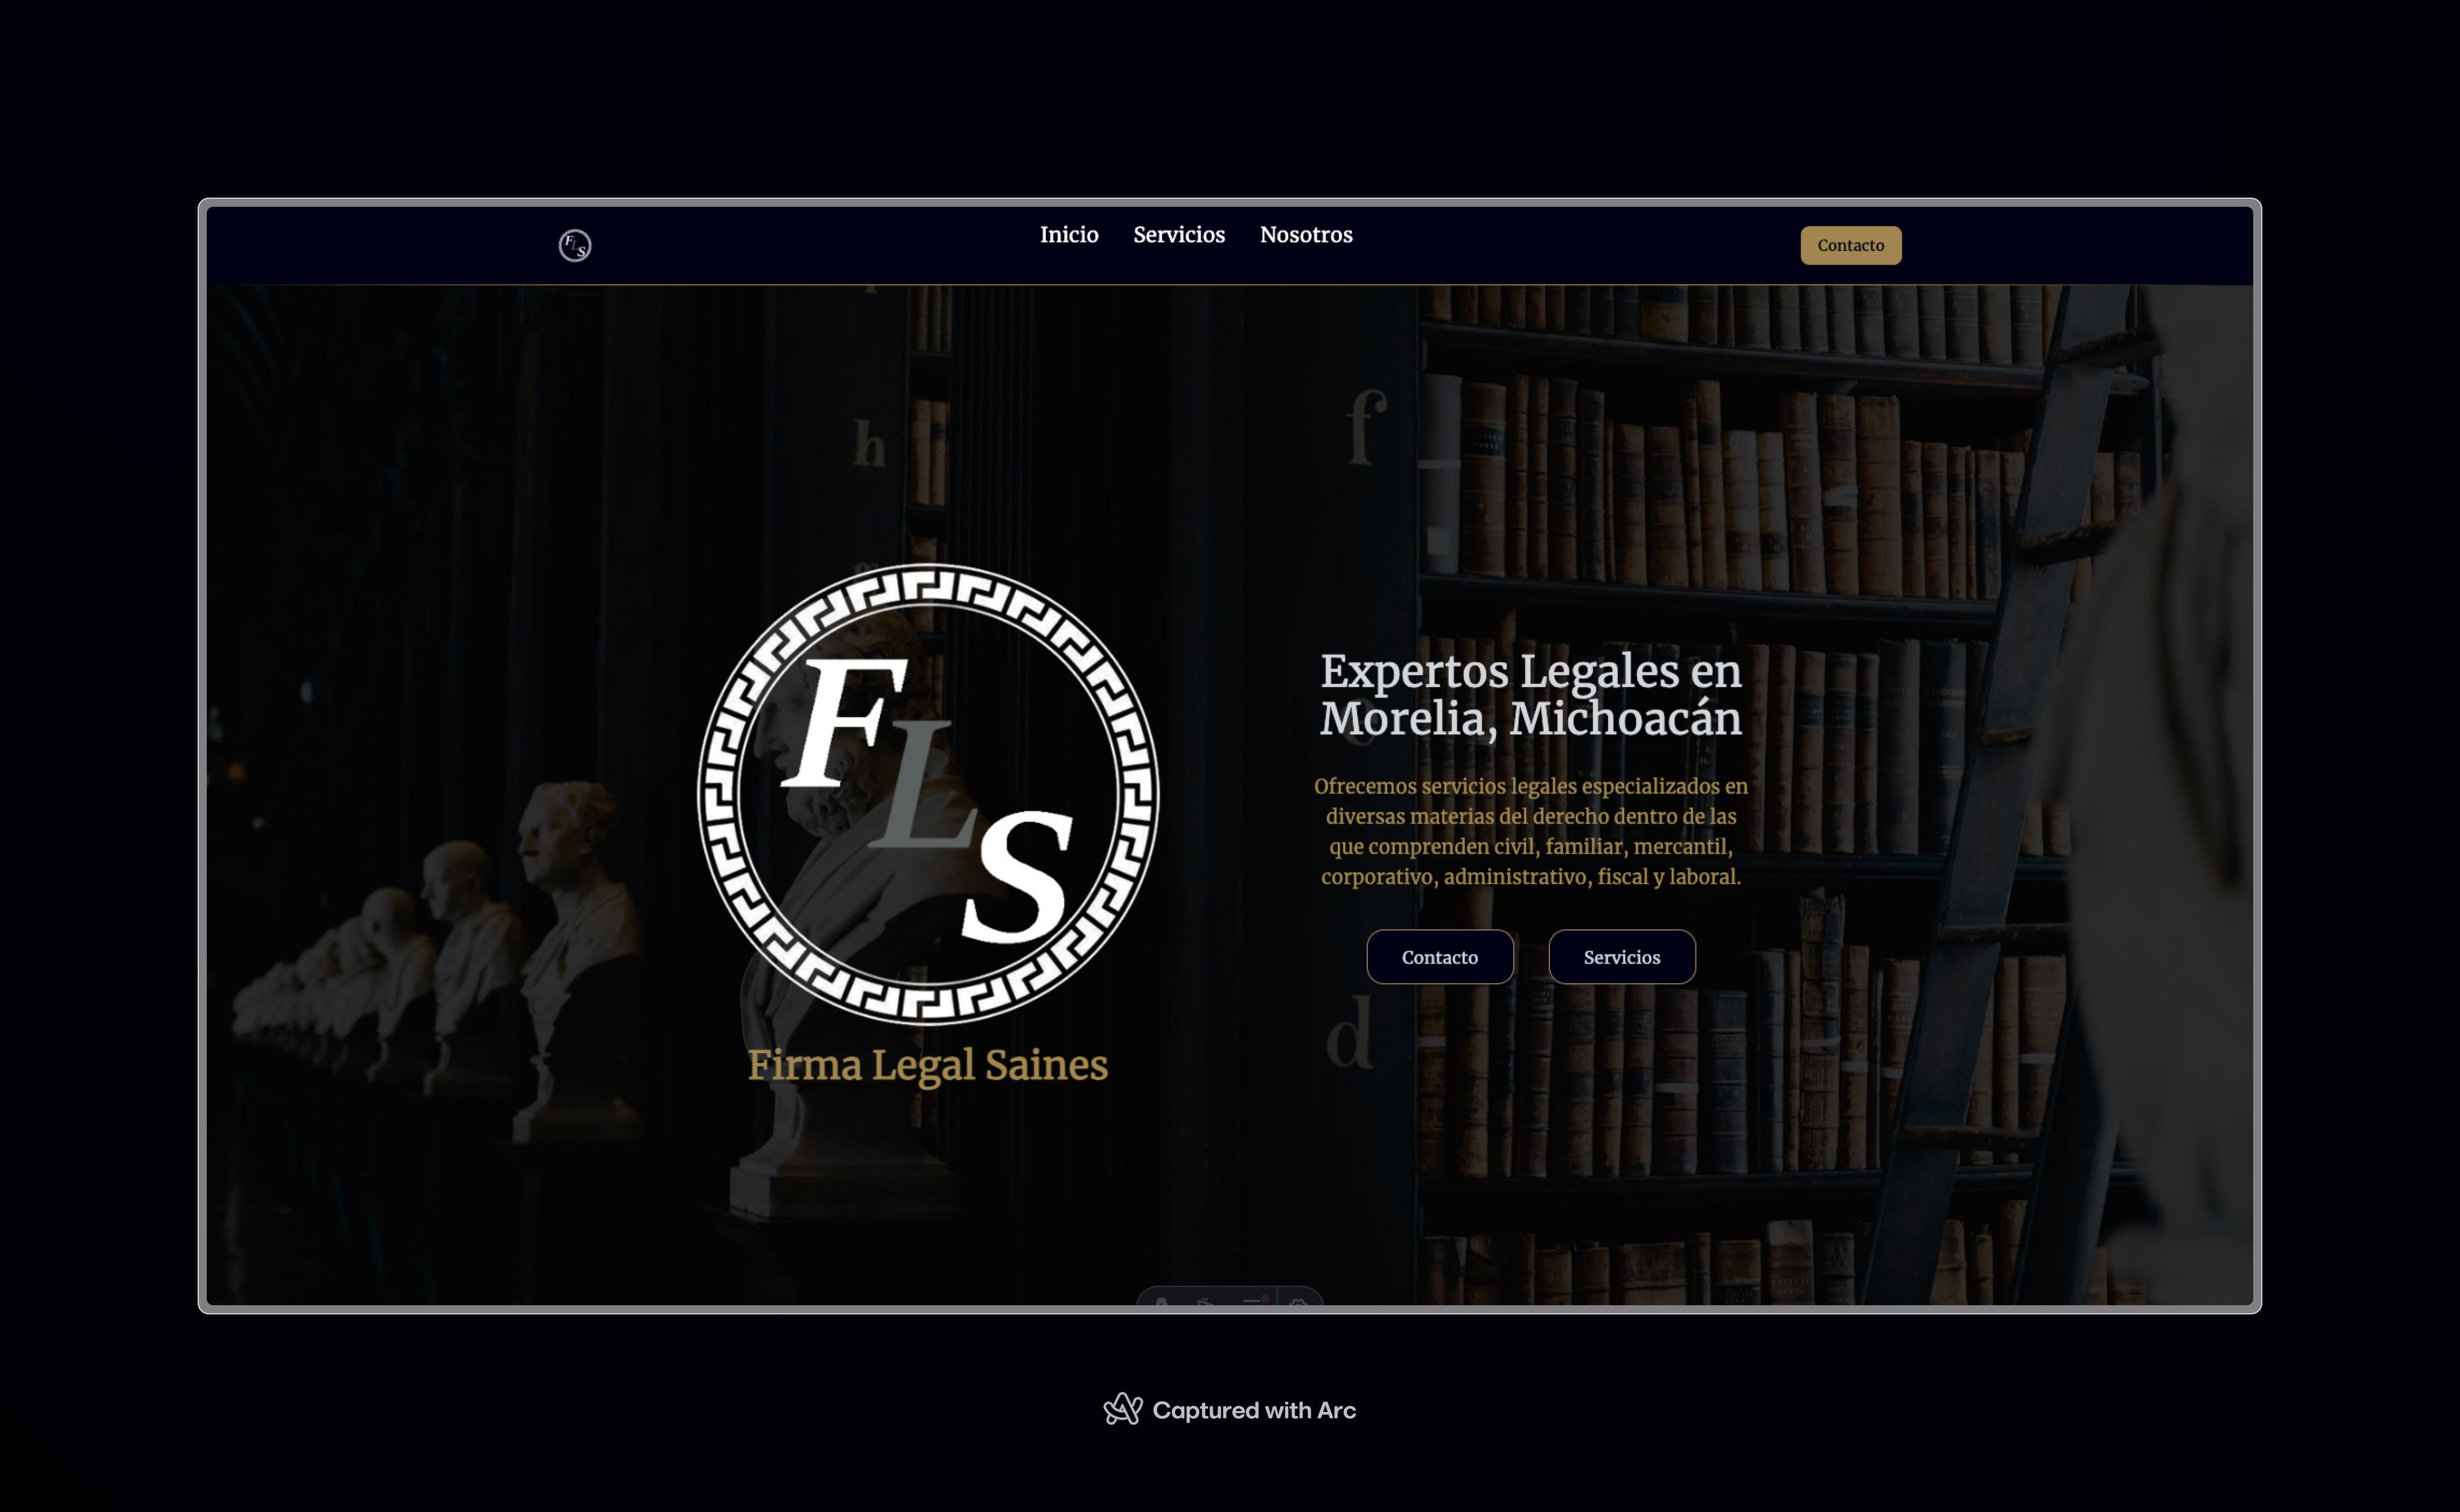 FLS
Inicio Servicios Nosotros
Contacto
h
f
F
L
S
Expertos Legales en
Morelia, Michoacán
Ofrecemos servicios legales especializados en
diversas materias del derecho dentro de las
que comprenden civil, familiar, mercantil,
corporativo, administrativo, fiscal y laboral.
Contacto Servicios
d
Firma Legal Saines
Captured with Arc